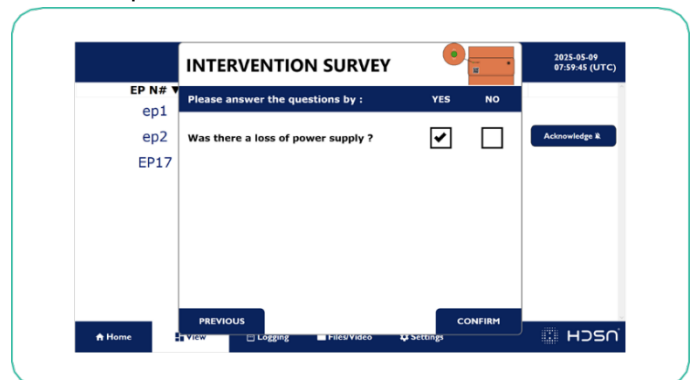 INTERVENTION SURVEY
2025-05-09
07:59:45 (UTC)
EP N# ▼
Please answer the questions by :
YES
NO
ep1
ep2
Was there a loss of power supply ?
Acknowledge
EP17
PREVIOUS
CONFIRM
Home
View
Logging
Files/Video
Settings
HDSN